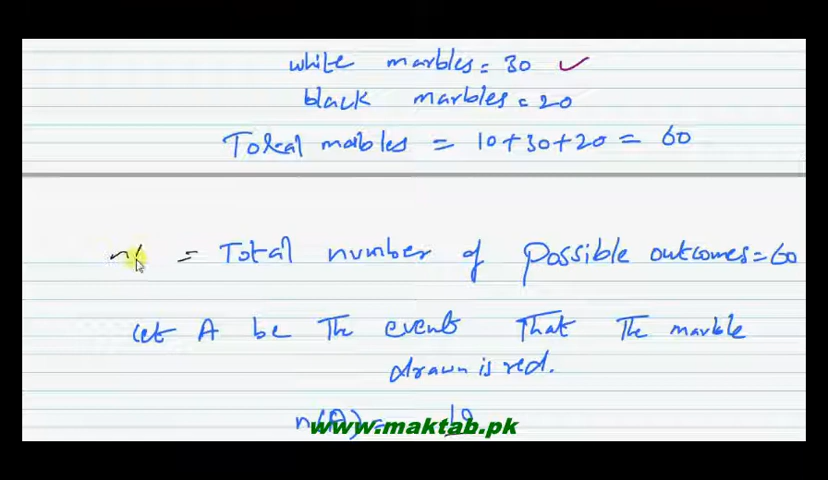 white marbles = 30 ✓
black marbles = 20
Total marbles = 10+30+20 = 60
= Total number of possible outcomes = 60
let A be The event That The marble
drawn is red.
n(A) = 10
www.maktab.pk